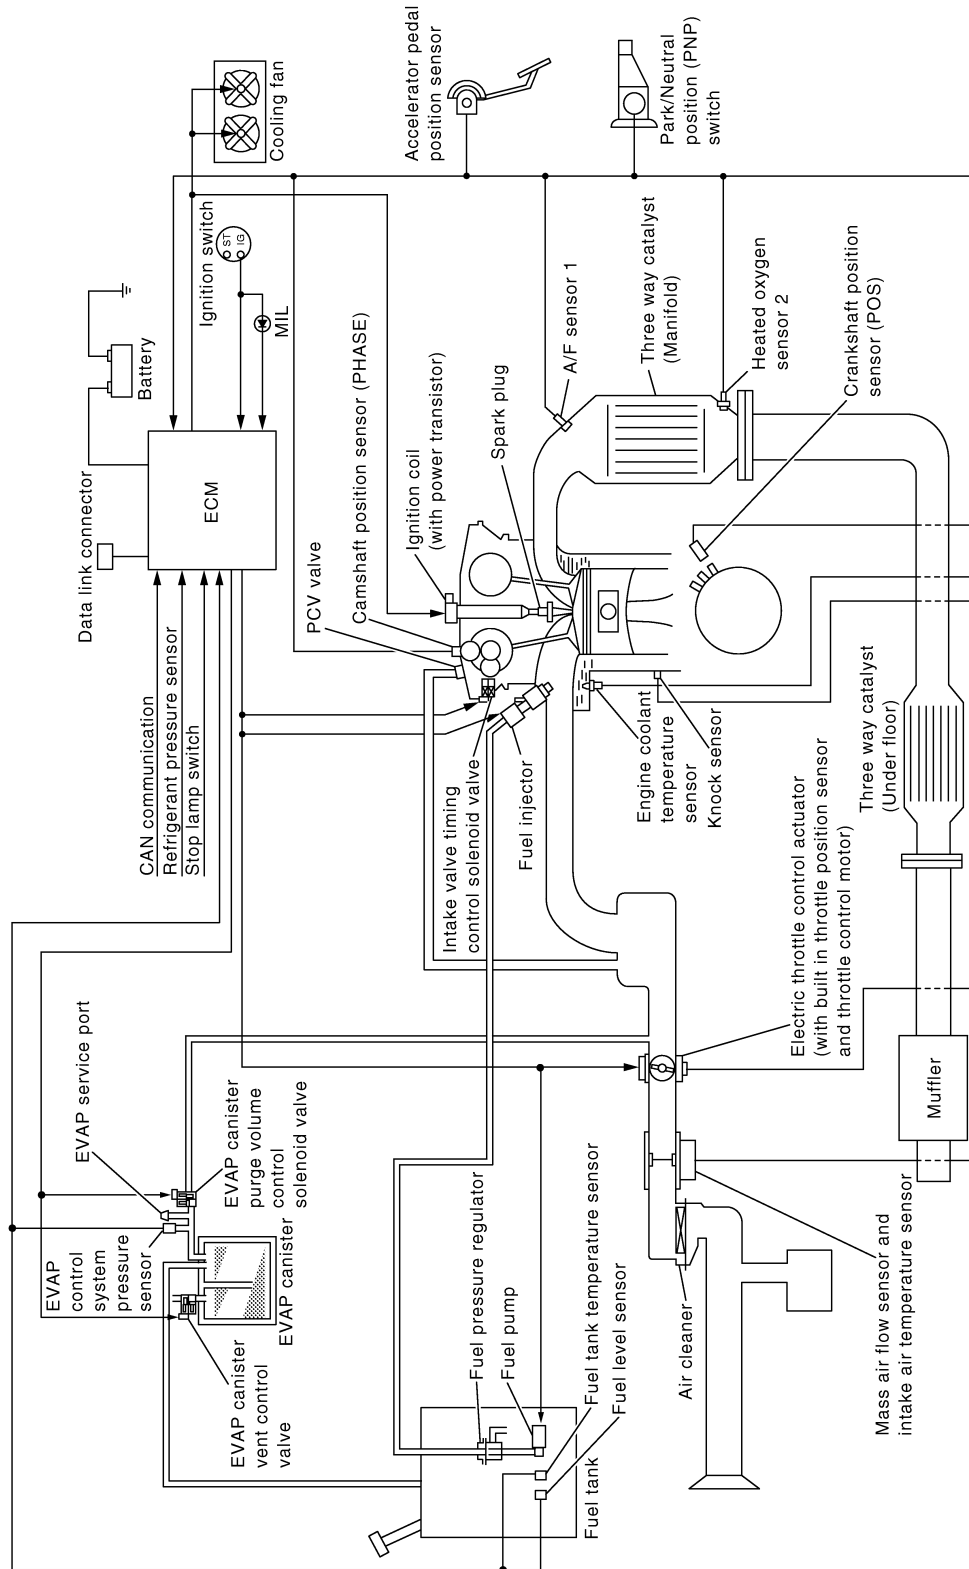 Cooling fan
Accelerator pedal
position sensor
Park/Neutral
position (PNP)
switch
Ignition switch
ST
IG
MIL
Battery
Data link connector
ECM
CAN communication
Refrigerant pressure sensor
Stop lamp switch
PCV valve
Camshaft position sensor (PHASE)
Ignition coil
(with power transistor)
Spark plug
A/F sensor 1
Three way catalyst
(Manifold)
Heated oxygen
sensor 2
Crankshaft position
sensor (POS)
Intake valve timing
control solenoid valve
Fuel injector
Engine coolant
temperature
sensor
Knock sensor
Three way catalyst
(Under floor)
Electric throttle control actuator
(with built in throttle position sensor
and throttle control motor)
Muffler
EVAP service port
EVAP canister
purge volume
control
solenoid valve
EVAP
control
system
pressure
sensor
EVAP canister
EVAP canister
vent control
valve
Fuel pressure regulator
Fuel pump
Fuel tank temperature sensor
Fuel level sensor
Fuel tank
Air cleaner
Mass air flow sensor and
intake air temperature sensor